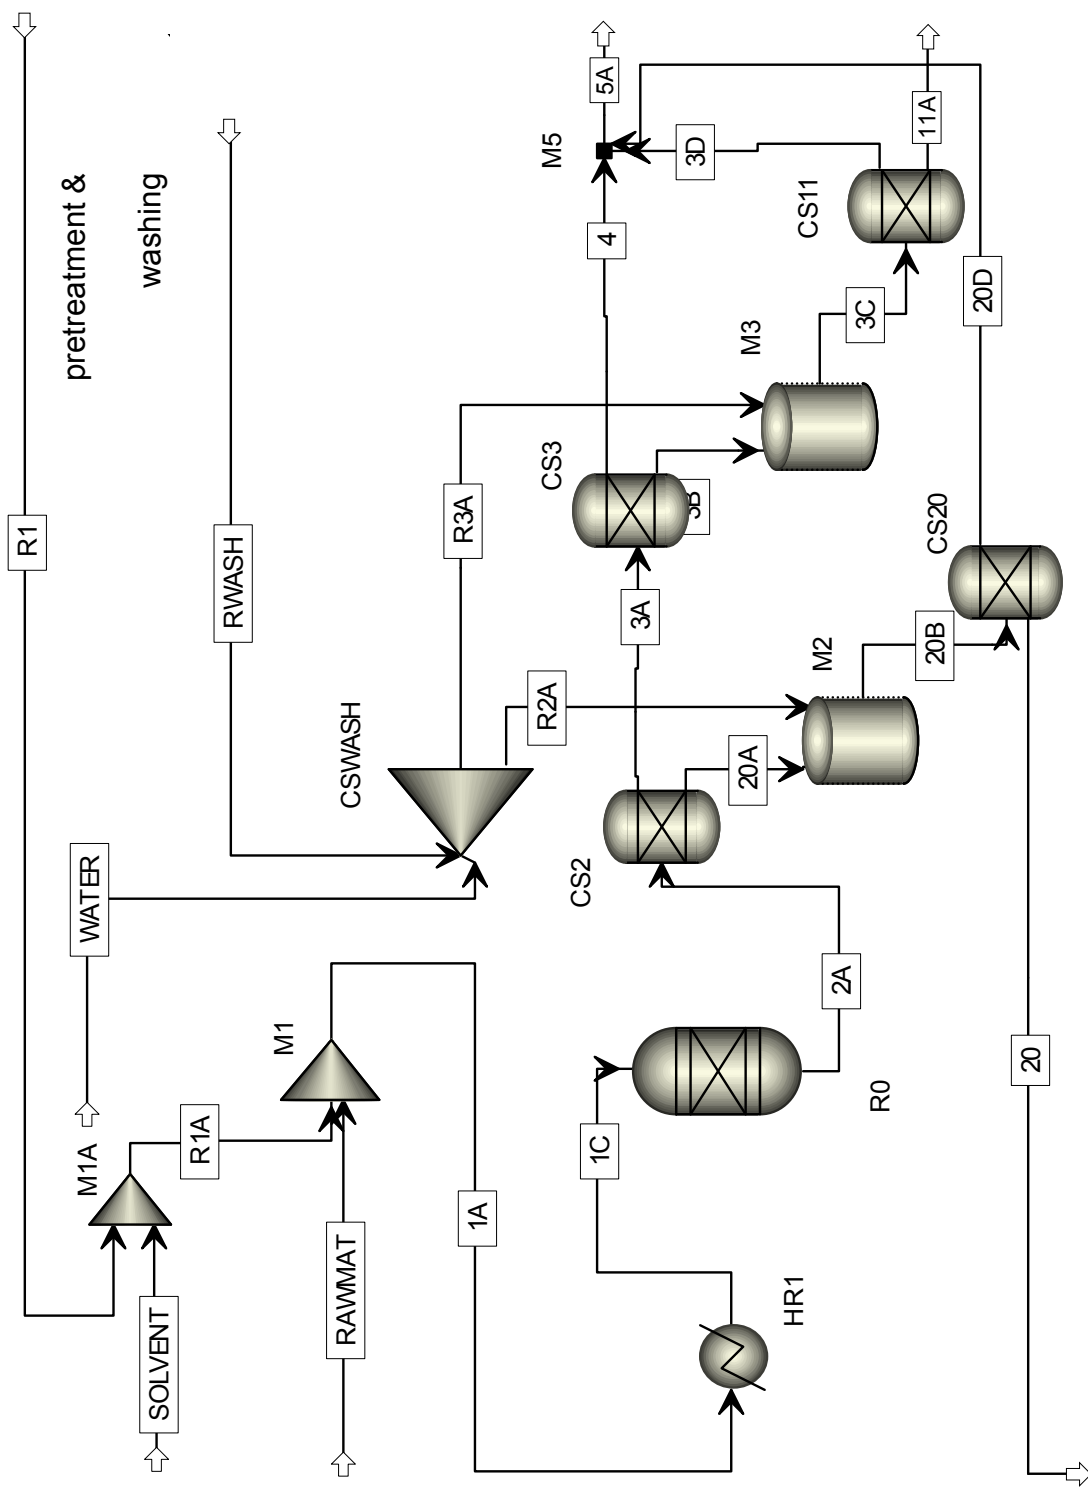 pretreatment &
washing
R1
RWASH
WATER
SOLVENT
M1A
R1A
RAWMAT
M1
1A
HR1
1C
R0
2A
CS2
CSWASH
R3A
R2A
20A
M2
20B
3A
CS3
3B
M3
3C
CS11
4
M5
5A
3D
11A
20D
CS20
20